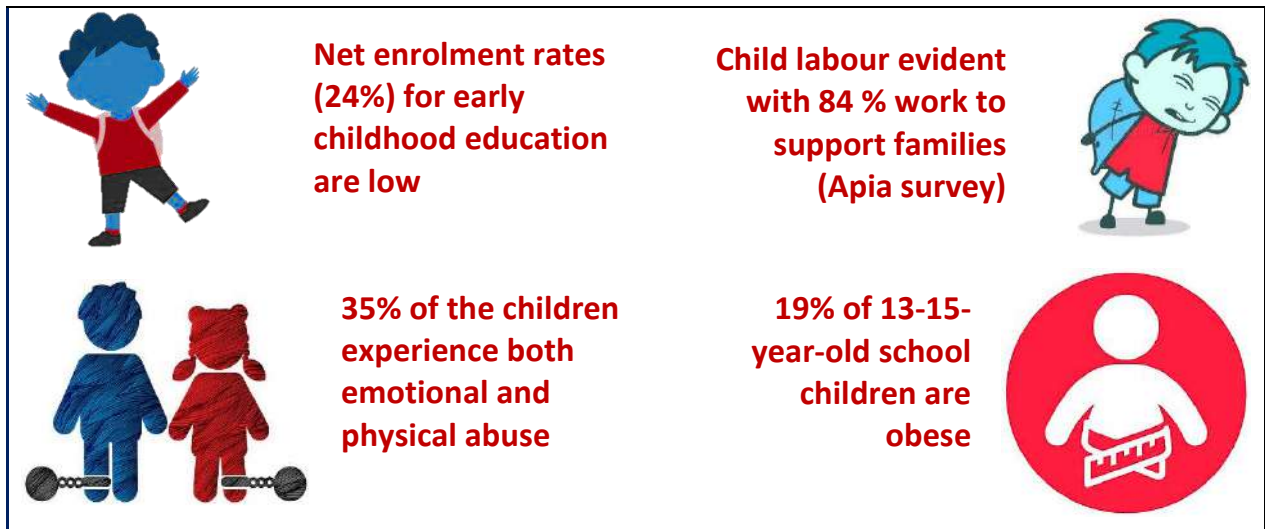 Net enrolment rates
(24%) for early
childhood education
are low
Child labour evident
with 84 % work to
support families
(Apia survey)
35% of the children
experience both
emotional and
physical abuse
19% of 13-15-
year-old school
children are
obese